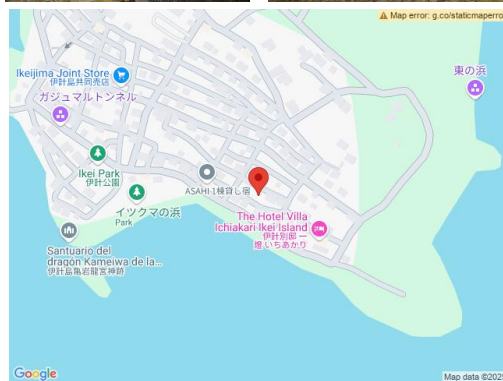 Map error: g.co/staticmaperro
東の浜
Ikeijima Joint Store
伊計島共同売店
ガジュマルトンネル
Ikei Park
伊計公園
ASAHI 1棟貸し宿
イツクマの浜
Park
The Hotel Villa
Ichiakari Ikei Island
伊計別邸 一
燈 いちあかり
Santuario del
dragón Kameiwa de la...
伊計島亀岩龍宮神跡
Google
Map data ©202